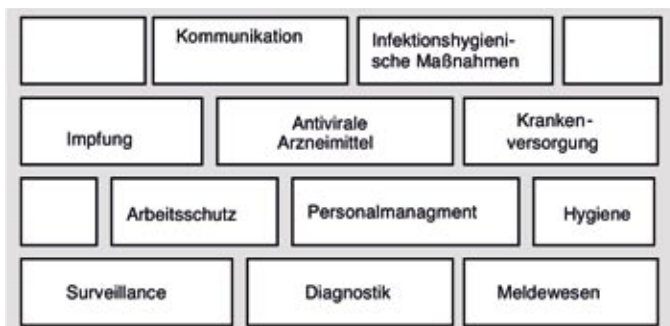 Kommunikation
Infektionshygieni-
sche Maßnahmen
Impfung
Antivirale
Arzneimittel
Kranken-
versorgung
Arbeitsschutz
Personalmanagment
Hygiene
Surveillance
Diagnostik
Meldewesen